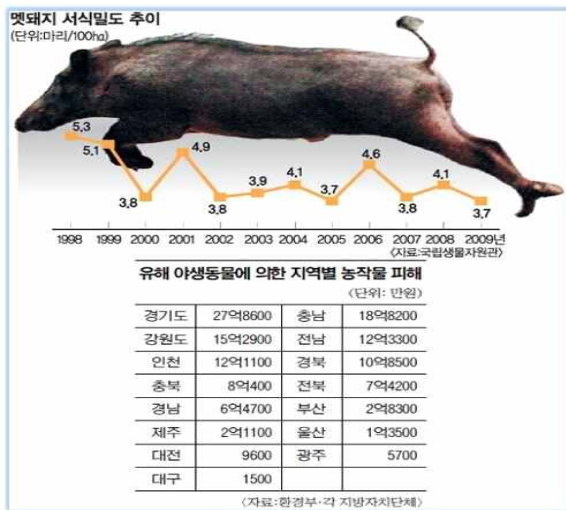 멧돼지 서식밀도 추이
(단위:마리/100ha)
5.3
5.1
3.8
4.9
3.8
3.9
4.1
3.7
4.6
3.8
4.1
3.7
1998 1999 2000 2001 2002 2003 2004 2005 2006 2007 2008 2009년
<자료:국립생물자원관>
유해 야생동물에 의한 지역별 농작물 피해
<단위: 만원>
경기도 27억8600 충남 18억8200
강원도 15억2900 전남 12억3300
인천 12억1100 경북 10억8500
충북 8억400 전북 7억4200
경남 6억4700 부산 2억8300
제주 2억1100 울산 1억3500
대전 9600 광주 5700
대구 1500
<자료:환경부·각 지방자치단체>